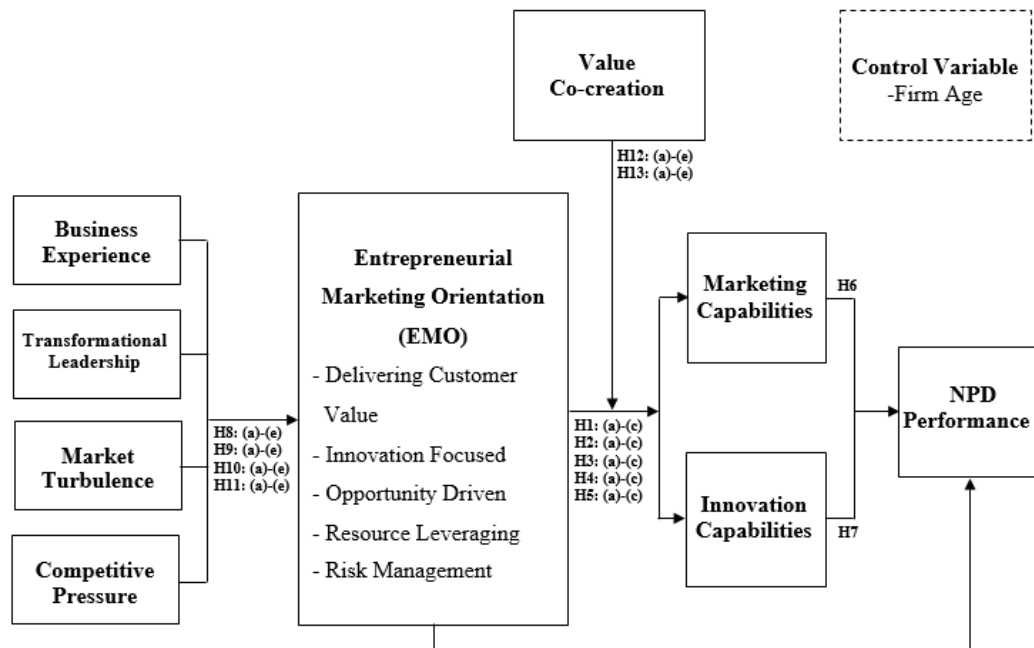 Value
Co-creation
Control Variable
-Firm Age
H12: (a)-(e)
H13: (a)-(e)
Business
Experience
Transformational
Leadership
Market
Turbulence
Competitive
Pressure
H8: (a)-(e)
H9: (a)-(e)
H10: (a)-(e)
H11: (a)-(e)
Entrepreneurial
Marketing Orientation
(EMO)
- Delivering Customer
Value
- Innovation Focused
- Opportunity Driven
- Resource Leveraging
- Risk Management
H1: (a)-(c)
H2: (a)-(c)
H3: (a)-(c)
H4: (a)-(c)
H5: (a)-(c)
Marketing
Capabilities
H6
Innovation
Capabilities
H7
NPD
Performance